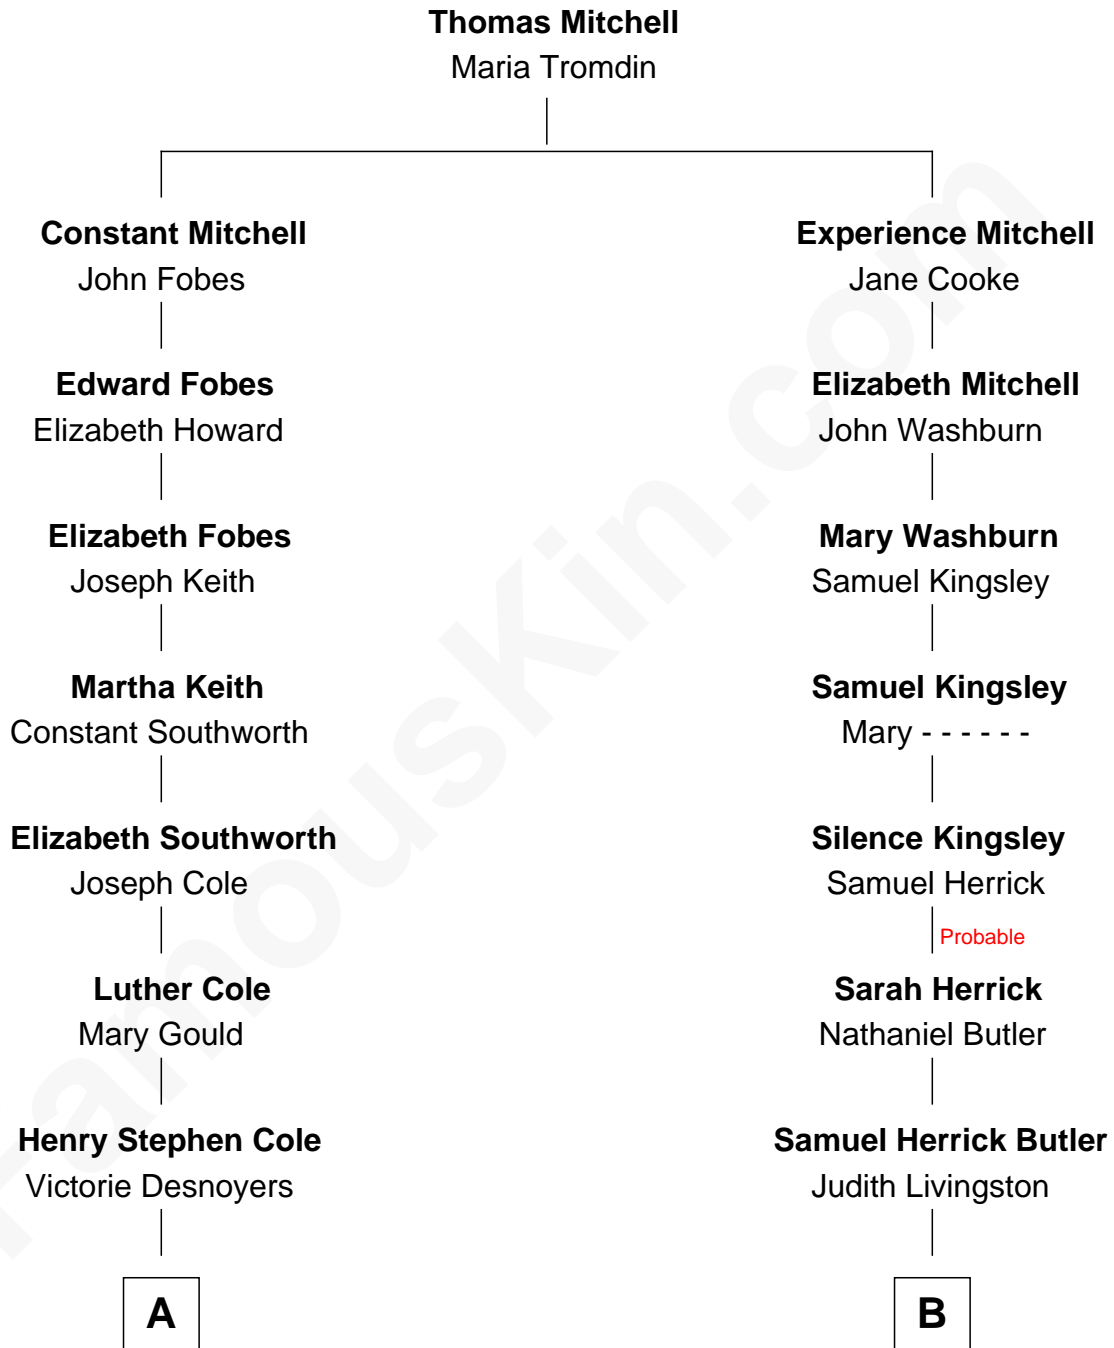 Thomas Mitchell
Maria Tromdin
Constant Mitchell
John Fobes
Experience Mitchell
Jane Cooke
Edward Fobes
Elizabeth Howard
Elizabeth Mitchell
John Washburn
Elizabeth Fobes
Joseph Keith
Mary Washburn
Samuel Kingsley
Martha Keith
Constant Southworth
Samuel Kingsley
Mary - - - - - -
Elizabeth Southworth
Joseph Cole
Silence Kingsley
Samuel Herrick
Probable
Luther Cole
Mary Gould
Sarah Herrick
Nathaniel Butler
Henry Stephen Cole
Victorie Desnoyers
Samuel Herrick Butler
Judith Livingston
A
B
FamousKin.com